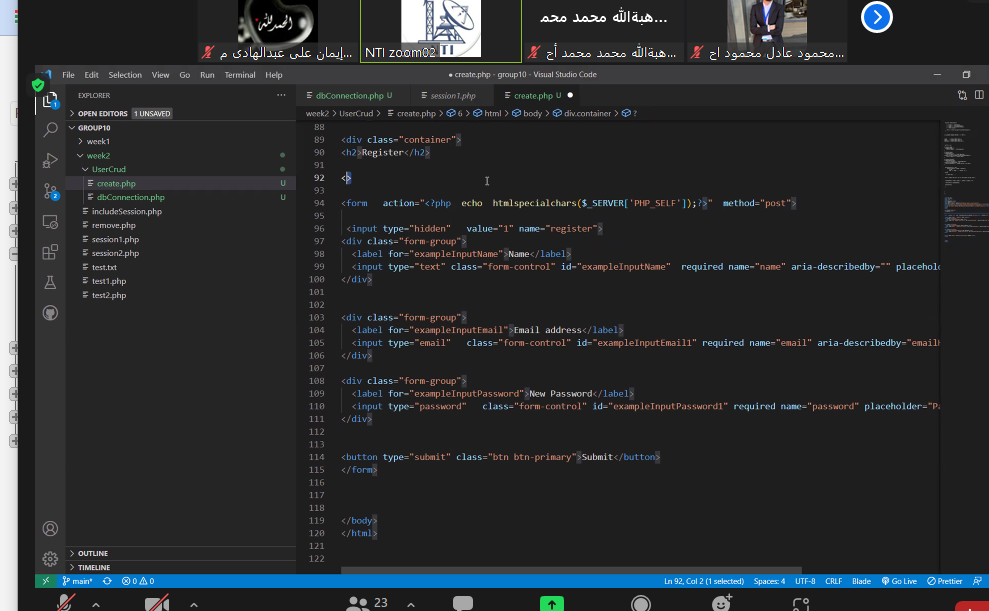 إيمان على عبدالهادى م...
NTI zoom02
هبةالله محمد محم...
هبةالله محمد محمد أح...
محمود عادل محمود اح...
File Edit Selection View Go Run Terminal Help
● create.php - group10 - Visual Studio Code
EXPLORER
OPEN EDITORS 1 UNSAVED
GROUP10
week1
week2
UserCrud
create.php U
dbConnection.php U
includeSession.php
remove.php
session1.php
session2.php
test.txt
test1.php
test2.php
OUTLINE
TIMELINE
dbConnection.php U
session1.php
create.php U ●
week2 > UserCrud > create.php > 6 > html > body > div.container > ?
88
89 <div class="container">
90 <h2>Register</h2>
91
92 <>
93
94 <form action="<?php echo htmlspecialchars($_SERVER['PHP_SELF']);?>" method="post">
95
96 <input type="hidden" value="1" name="register">
97 <div class="form-group">
98 <label for="exampleInputName">Name</label>
99 <input type="text" class="form-control" id="exampleInputName" required name="name" aria-describedby="" placeho
100 </div>
101
102
103 <div class="form-group">
104 <label for="exampleInputEmail">Email address</label>
105 <input type="email" class="form-control" id="exampleInputEmail1" required name="email" aria-describedby="email
106 </div>
107
108 <div class="form-group">
109 <label for="exampleInputPassword">New Password</label>
110 <input type="password" class="form-control" id="exampleInputPassword1" required name="password" placeholder="Pa
111 </div>
112
113
114 <button type="submit" class="btn btn-primary">Submit</button>
115 </form>
116
117
118
119 </body>
120 </html>
121
122
main* 0 0
Ln 92, Col 2 (1 selected) Spaces: 4 UTF-8 CRLF Blade Go Live Prettier
23